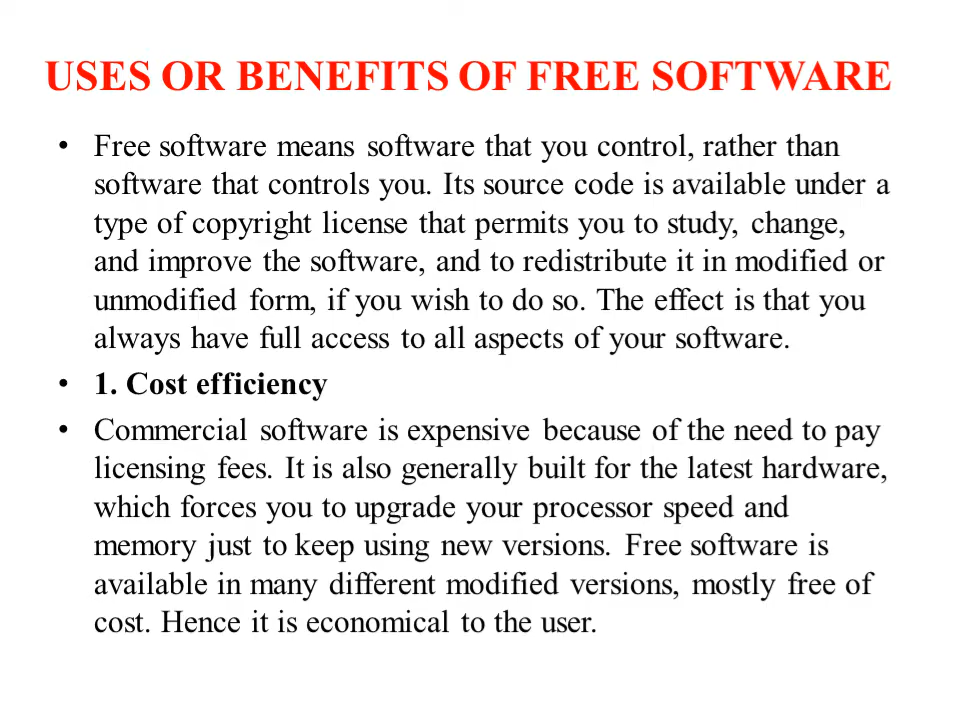 USES OR BENEFITS OF FREE SOFTWARE
• Free software means software that you control, rather than
software that controls you. Its source code is available under a
type of copyright license that permits you to study, change,
and improve the software, and to redistribute it in modified or
unmodified form, if you wish to do so. The effect is that you
always have full access to all aspects of your software.
• 1. Cost efficiency
• Commercial software is expensive because of the need to pay
licensing fees. It is also generally built for the latest hardware,
which forces you to upgrade your processor speed and
memory just to keep using new versions. Free software is
available in many different modified versions, mostly free of
cost. Hence it is economical to the user.